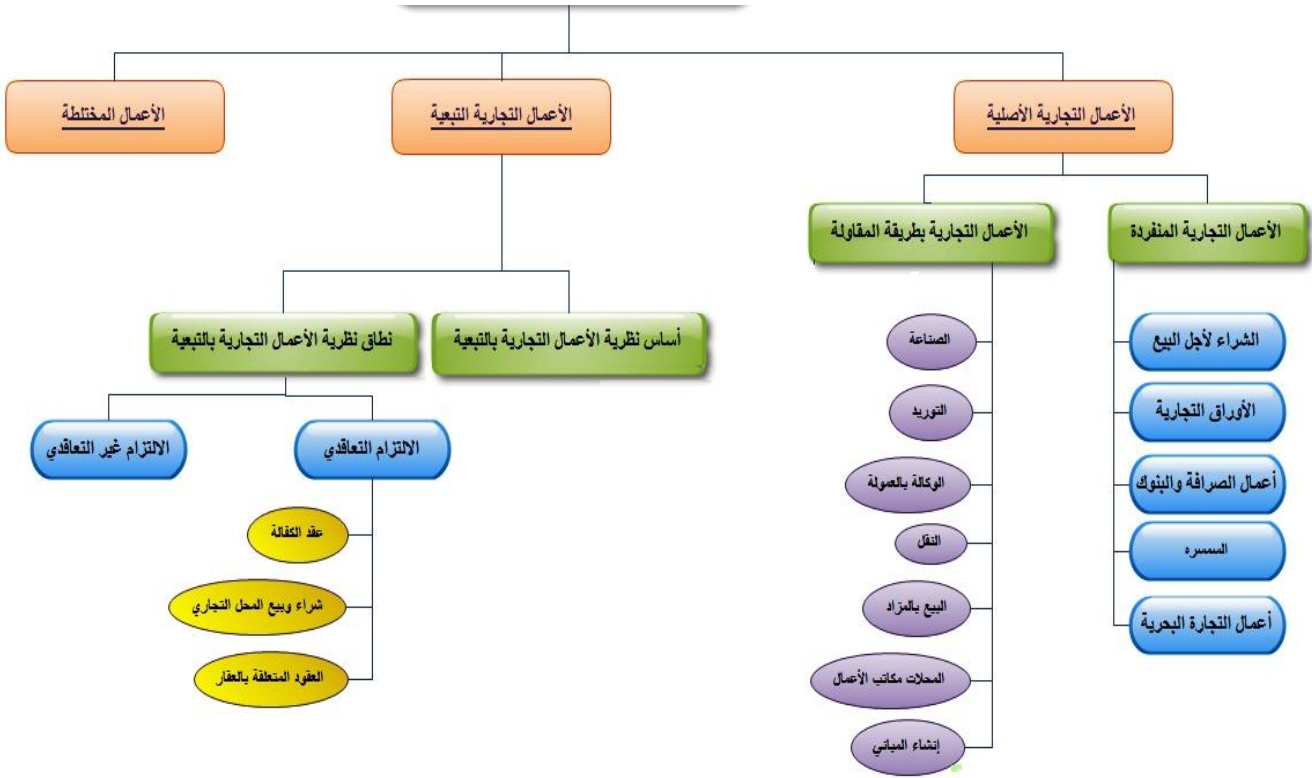 الأعمال التجارية الأصلية
الأعمال التجارية التبعية
الأعمال المختلطة
الأعمال التجارية المنفردة
الأعمال التجارية بطريقة المقاولة
الشراء لأجل البيع
الأوراق التجارية
أعمال الصرافة والبنوك
السمسره
أعمال التجارة البحرية
الصناعة
التوريد
الوكالة بالعمولة
النقل
البيع بالمزاد
المحلات مكاتب الأعمال
إنشاء المباني
أساس نظرية الأعمال التجارية بالتبعية
نطاق نظرية الأعمال التجارية بالتبعية
الالتزام التعاقدي
الالتزام غير التعاقدي
عقد الكفالة
شراء وبيع المحل التجاري
العقود المتعلقة بالعقار